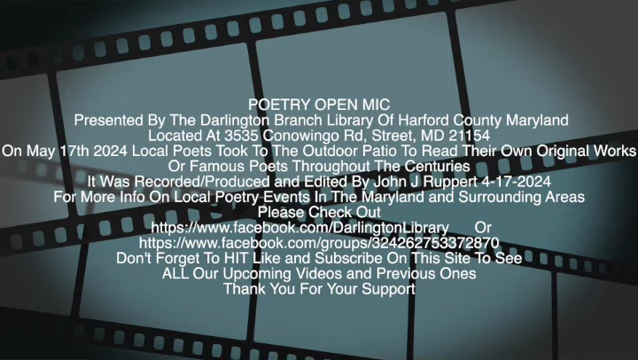 POETRY OPEN MIC
Presented By The Darlington Branch Library Of Harford County Maryland
Located At 3535 Conowingo Rd, Street, MD 21154
On May 17th 2024 Local Poets Took To The Outdoor Patio To Read Their Own Original Works
Or Famous Poets Throughout The Centuries
It Was Recorded/Produced and Edited By John J Ruppert 4-17-2024
For More Info On Local Poetry Events In The Maryland and Surrounding Areas
Please Check Out
https://www.facebook.com/DarlingtonLibrary Or
https://www.facebook.com/groups/324262753372870
Don't Forget To HIT Like and Subscribe On This Site To See
ALL Our Upcoming Videos and Previous Ones
Thank You For Your Support